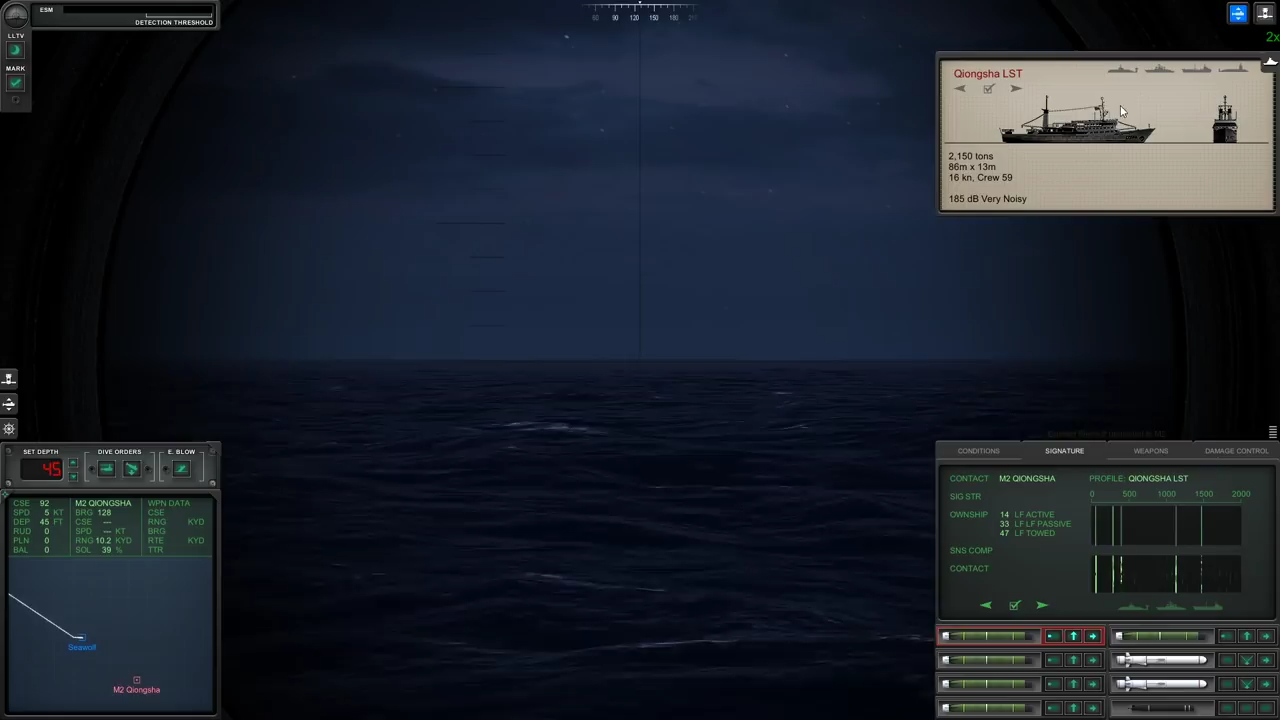 ESM
DETECTION THRESHOLD
LLTV
MARK
60 90 120 150 180
2x
Qiongsha LST
2,150 tons
86m x 13m
16 kn, Crew 59
185 dB Very Noisy
SET DEPTH
DIVE ORDERS
E. BLOW
45
CSE 92 M2 QIONGSHA WPN DATA
SPD 5 KT BRG 128 CSE
DEP 45 FT CSE --- RNG KYD
RUD 0 SPD --- KT BRG
PLN 0 RNG 10.2 KYD RTE KYD
BAL 0 SOL 39 % TTR
Seawolf
M2 Qiongsha
CONDITIONS
SIGNATURE
WEAPONS
DAMAGE CONTROL
CONTACT M2 QIONGSHA PROFILE: QIONGSHA LST
SIG STR
0 500 1000 1500 2000
OWNSHIP 14 LF ACTIVE
33 LF LF PASSIVE
47 LF TOWED
SNS COMP
CONTACT